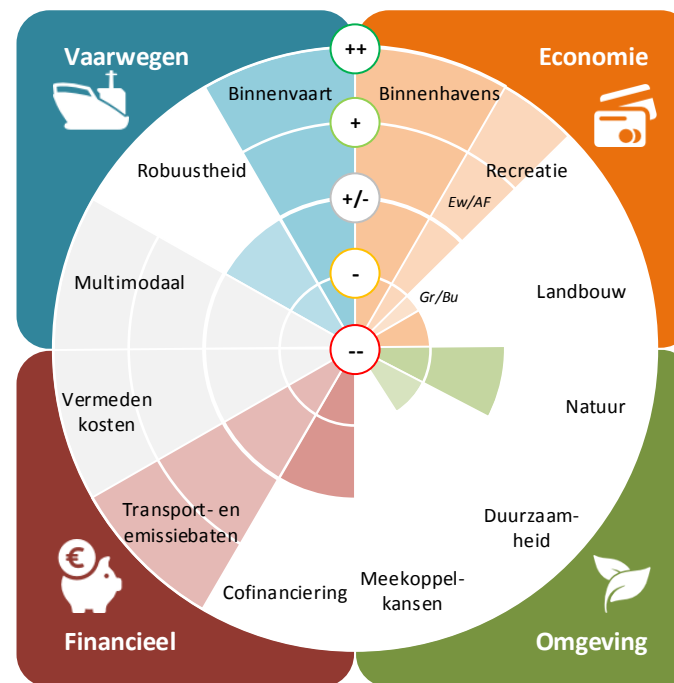 Vaarwegen
++
Economie
Binnenvaart
Binnenhavens
+
Robuustheid
Recreatie
+/-
Ew/AF
Multimodaal
-
Gr/Bu
Landbouw
--
Vermeden
kosten
Natuur
Transport- en
emissiebaten
Duurzaam-
heid
€
Cofinanciering
Meekoppel-
kansen
Financieel
Omgeving